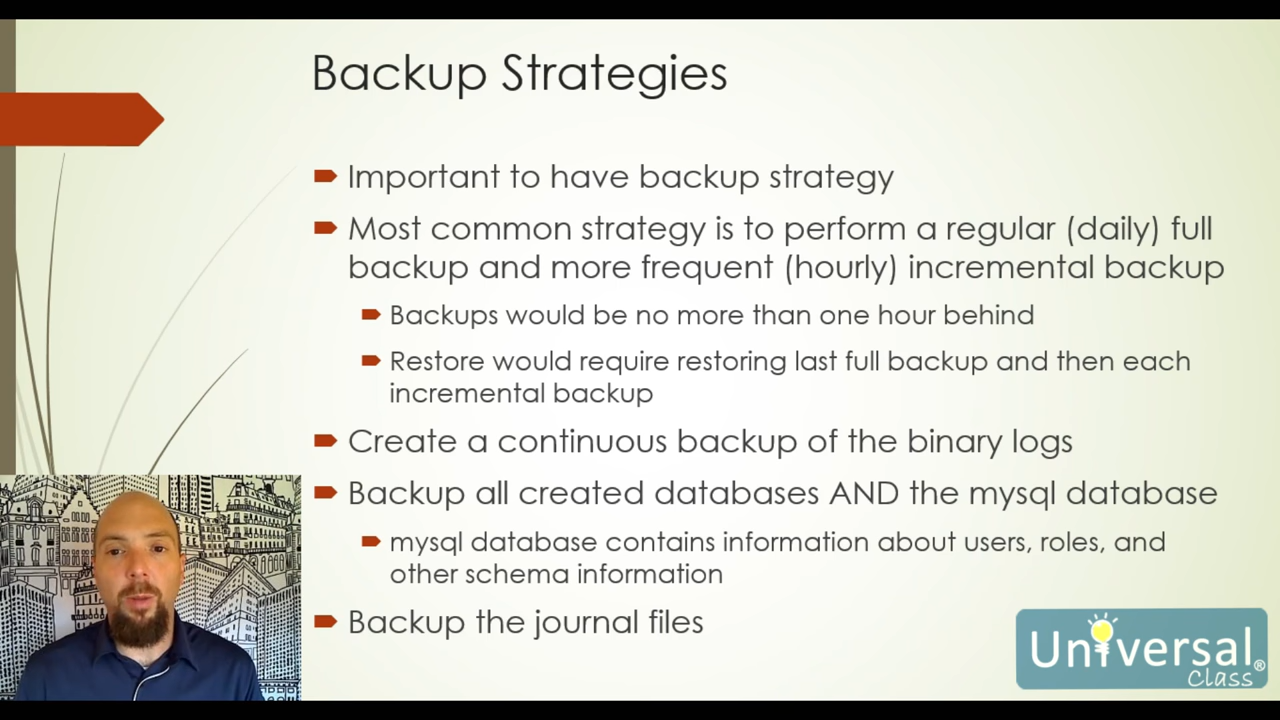 Backup Strategies
Important to have backup strategy
Most common strategy is to perform a regular (daily) full
backup and more frequent (hourly) incremental backup
Backups would be no more than one hour behind
Restore would require restoring last full backup and then each
incremental backup
Create a continuous backup of the binary logs
Backup all created databases AND the mysql database
mysql database contains information about users, roles, and
other schema information
Backup the journal files
Universal®
Class